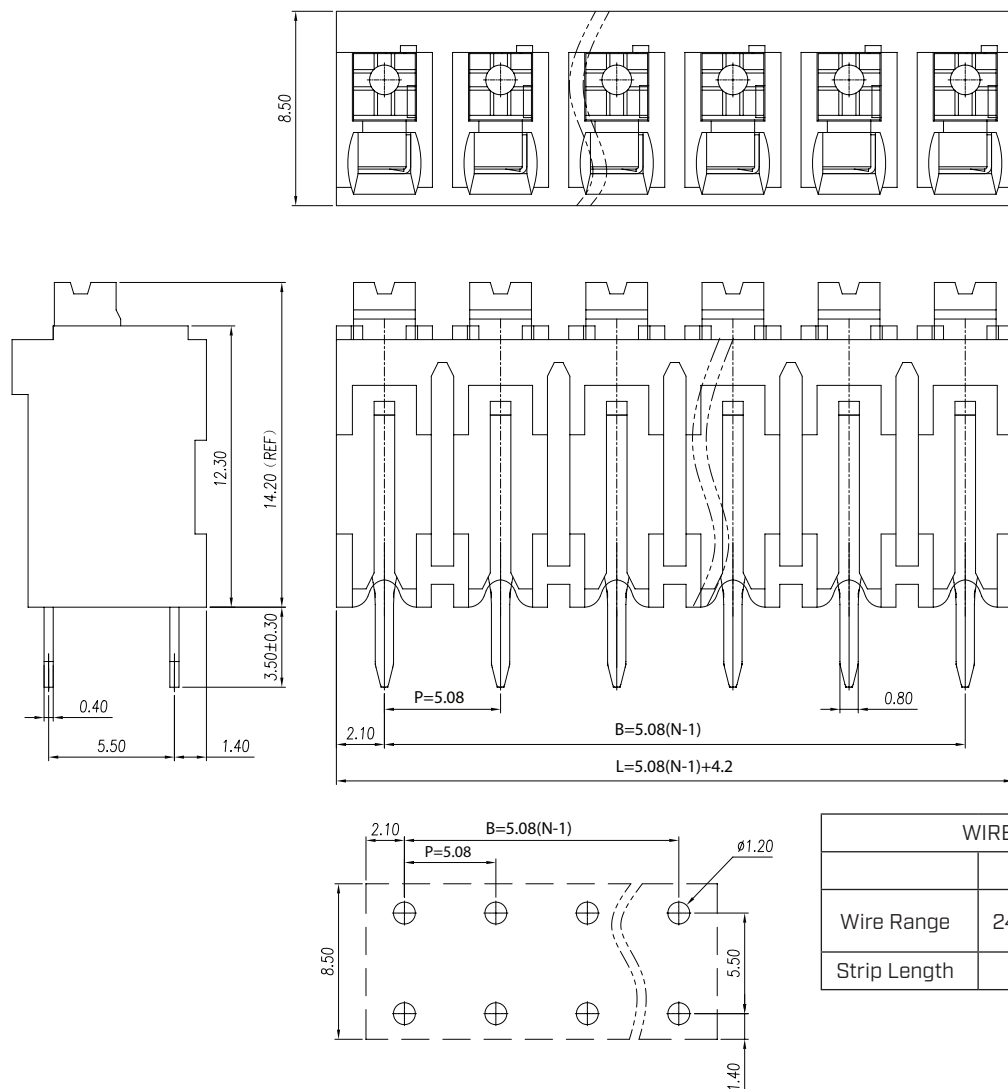 8.50
12.30
14.20 (REF)
3.50±0.30
0.40
5.50
1.40
P=5.08
0.80
2.10
B=5.08(N-1)
L=5.08(N-1)+4.2
2.10
B=5.08(N-1)
P=5.08
ø1.20
8.50
5.50
1.40
WIRE
Wire Range
24
Strip Length